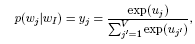 p(w_j|w_I) = y_j = \frac{\exp(u_j)}{\sum_{j'=1}^{V} \exp(u_{j'})},